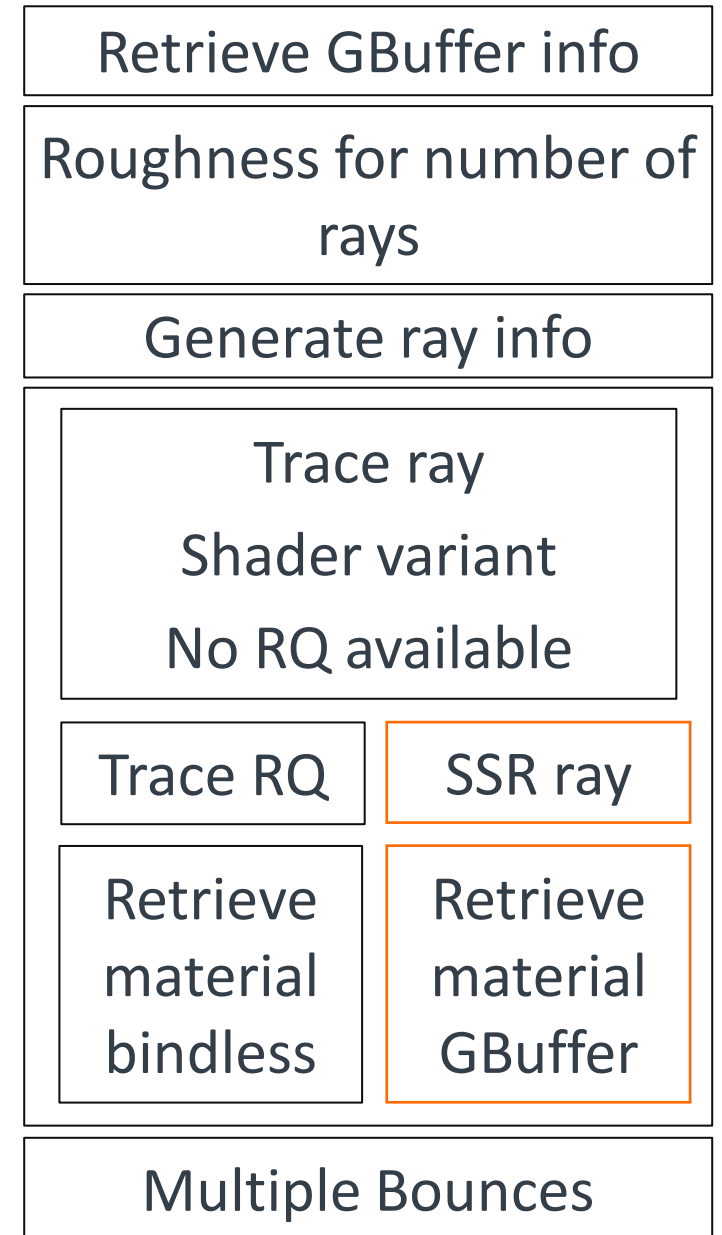 Retrieve GBuffer info
Roughness for number of
rays
Generate ray info
Trace ray
Shader variant
No RQ available
Trace RQ
SSR ray
Retrieve
material
bindless
Retrieve
material
GBuffer
Multiple Bounces